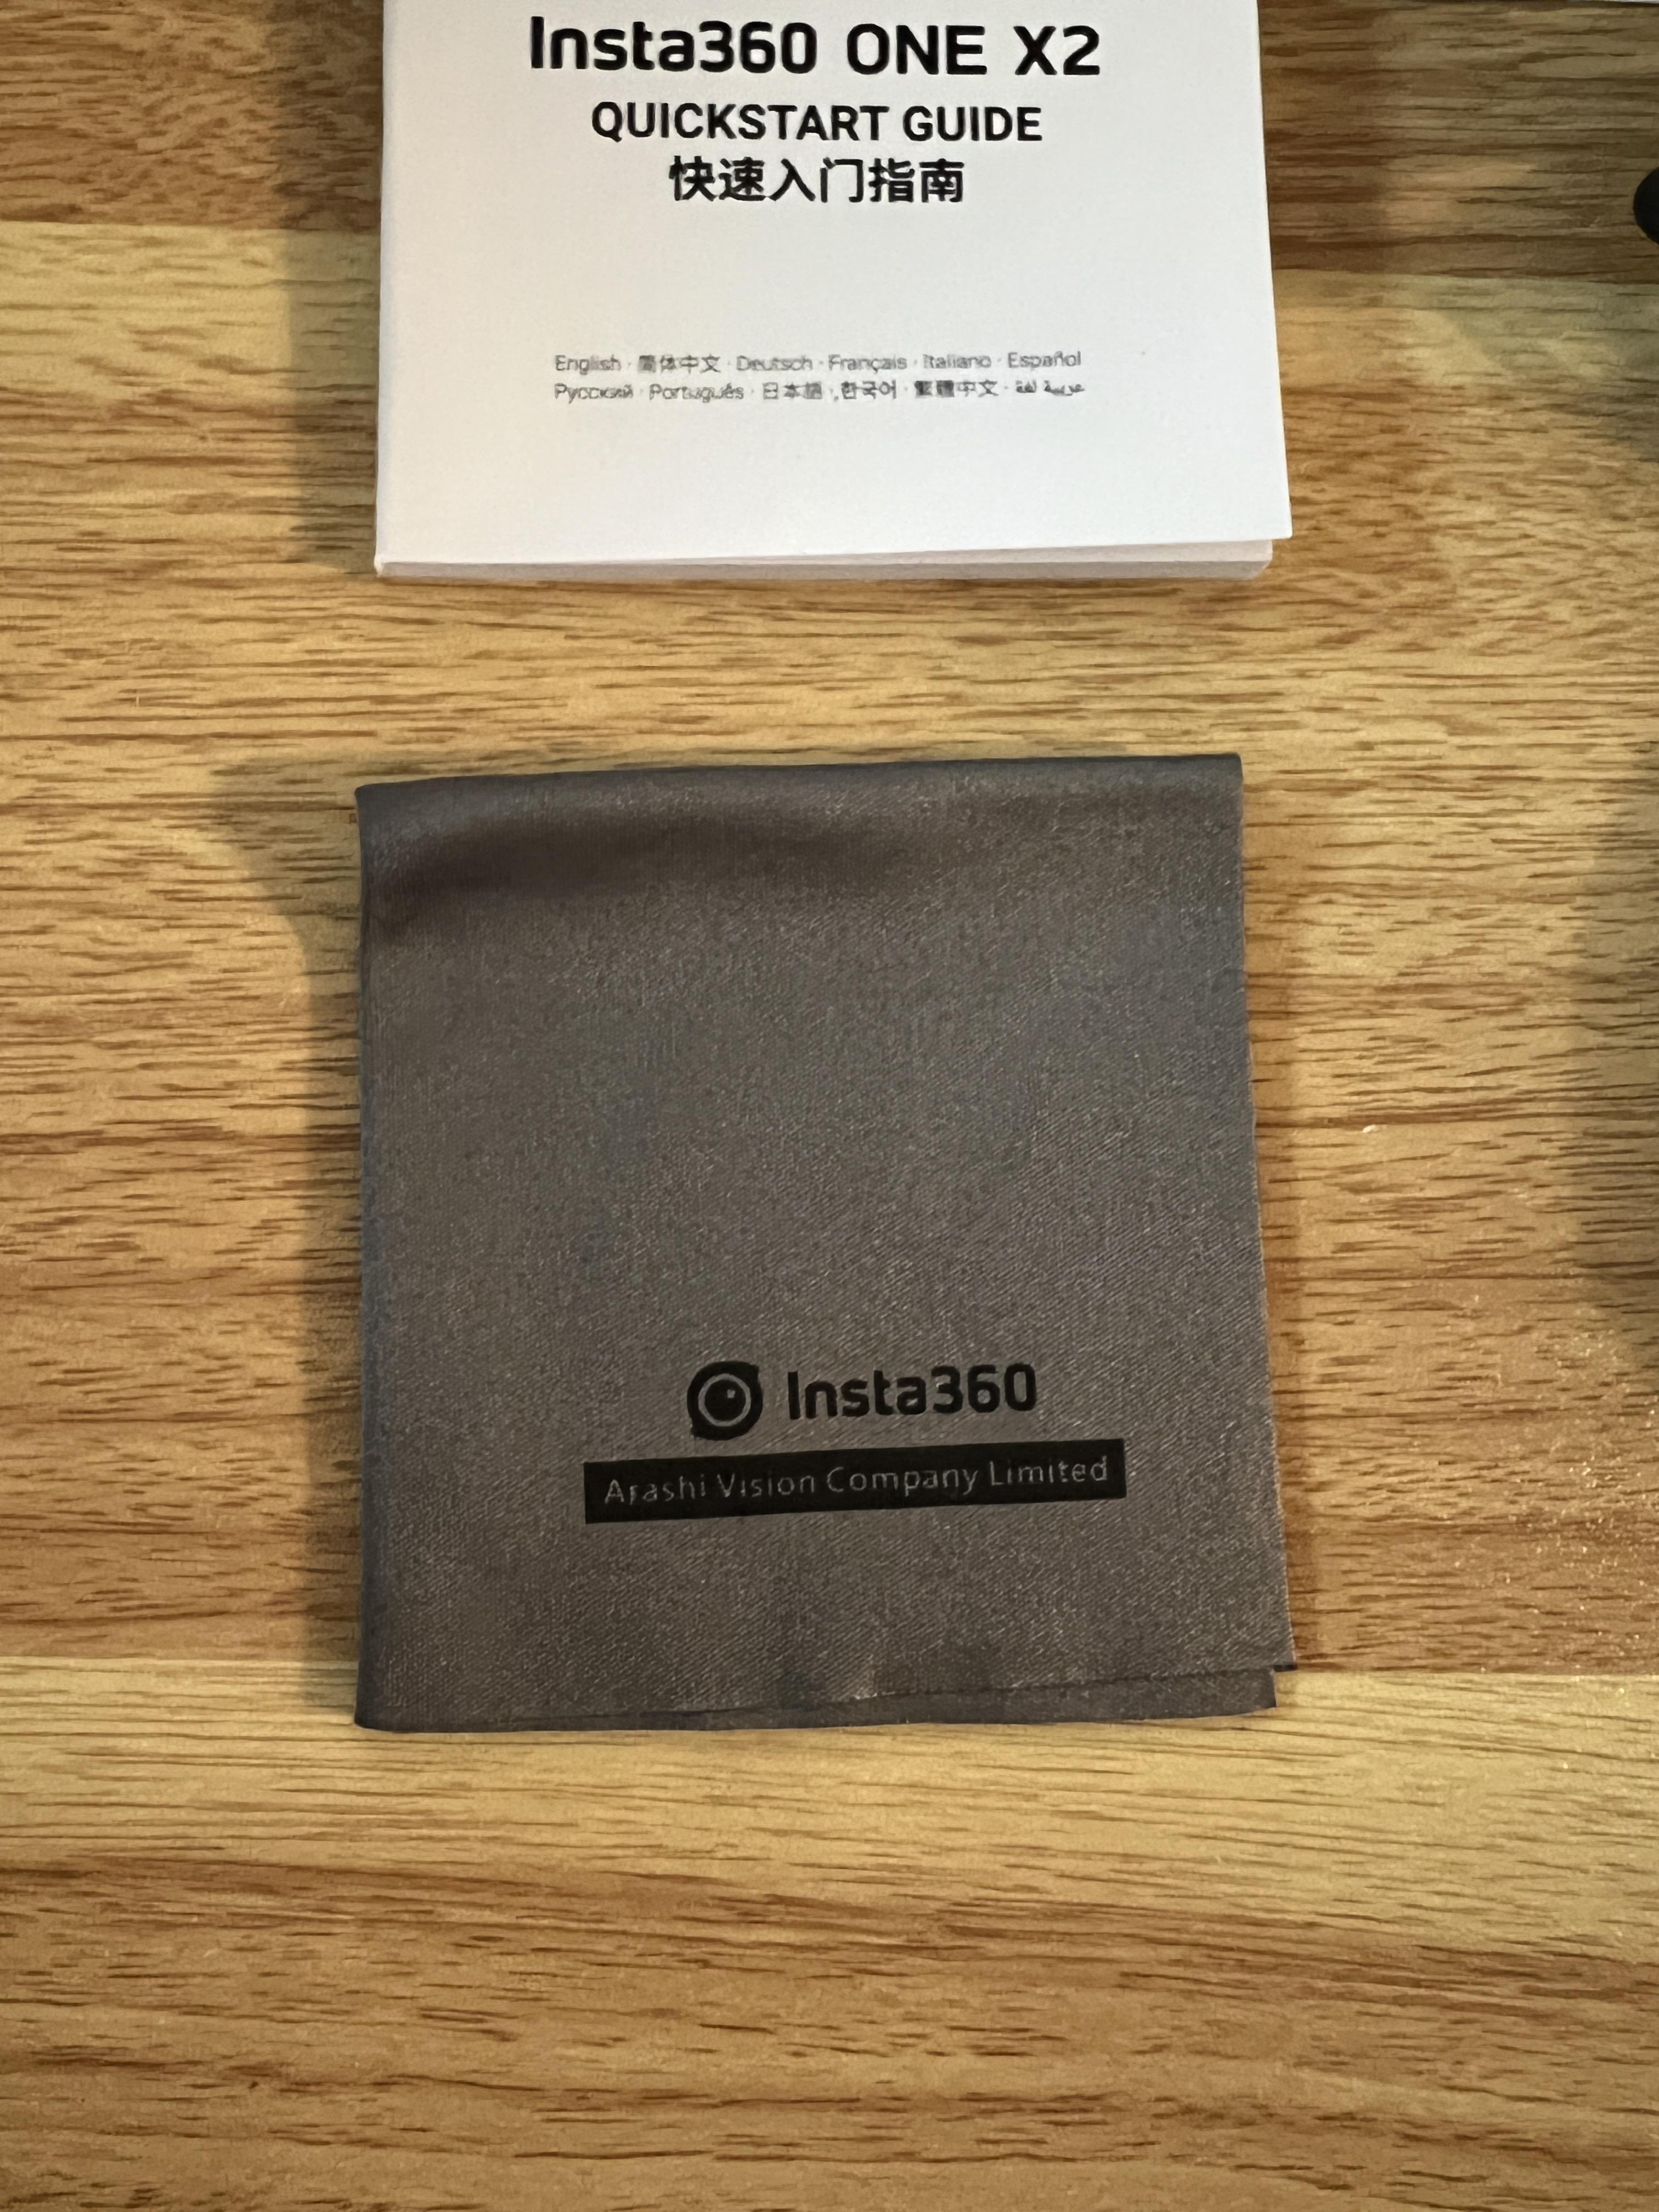 Insta360 ONE X2
QUICKSTART GUIDE
快速入门指南
English · 简体中文 · Deutsch · Français · Italiano · Español
Русский · Português · 日本語 · 한국어 · 繁體中文 · عربية لغة
Insta360
Arashi Vision Company Limited